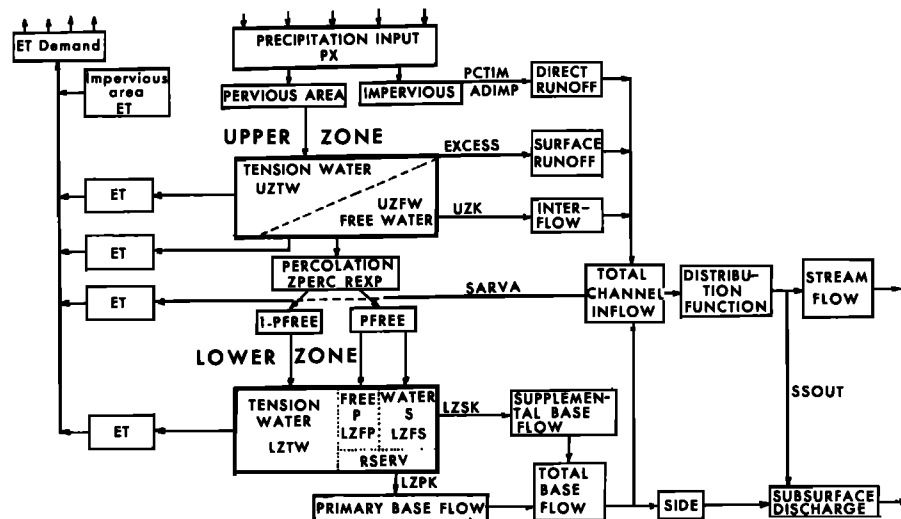 PRECIPITATION INPUT
PX
ET Demand
Impervious
area
ET
PERVIOUS AREA
IMPERVIOUS
PCTIM
ADIMP
DIRECT
RUNOFF
UPPER ZONE
EXCESS
SURFACE
RUNOFF
TENSION WATER
UZTW
UZFW
FREE WATER
ET
UZK
INTER-
FLOW
ET
PERCOLATION
ZPERC REXP
ET
SARVA
TOTAL
CHANNEL
INFLOW
DISTRIBU-
TION
FUNCTION
STREAM
FLOW
1-PFREE
PFREE
LOWER ZONE
SSOUT
TENSION
WATER
LZTW
FREE
P
LZFP
WATER
S
LZFS
RSERV
LZSK
SUPPLEMEN-
TAL BASE
FLOW
ET
LZPK
PRIMARY BASE FLOW
TOTAL
BASE
FLOW
SIDE
SUBSURFACE
DISCHARGE